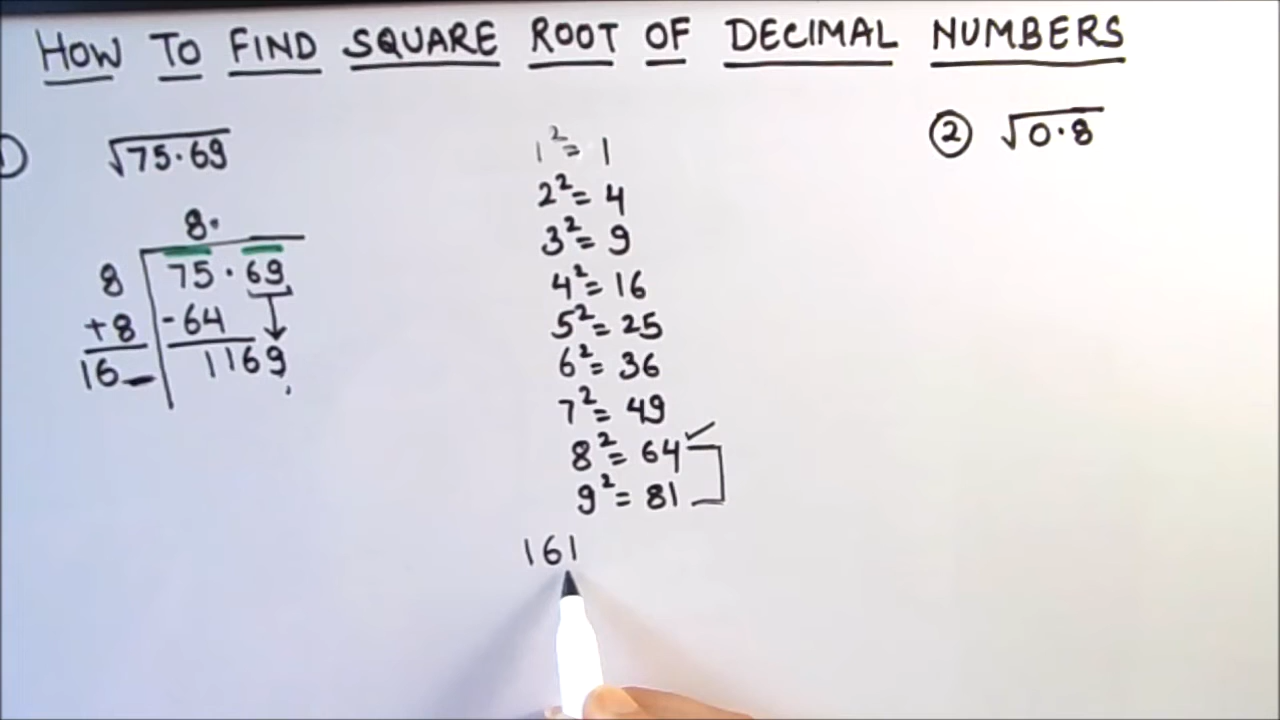 HOW TO FIND SQUARE ROOT OF DECIMAL NUMBERS
1) √75.69
8.
8 75.69
+8 -64
16_ 1169
1² = 1
2² = 4
3² = 9
4² = 16
5² = 25
6² = 36
7² = 49
8² = 64 ✓
9² = 81
161
② √0.8